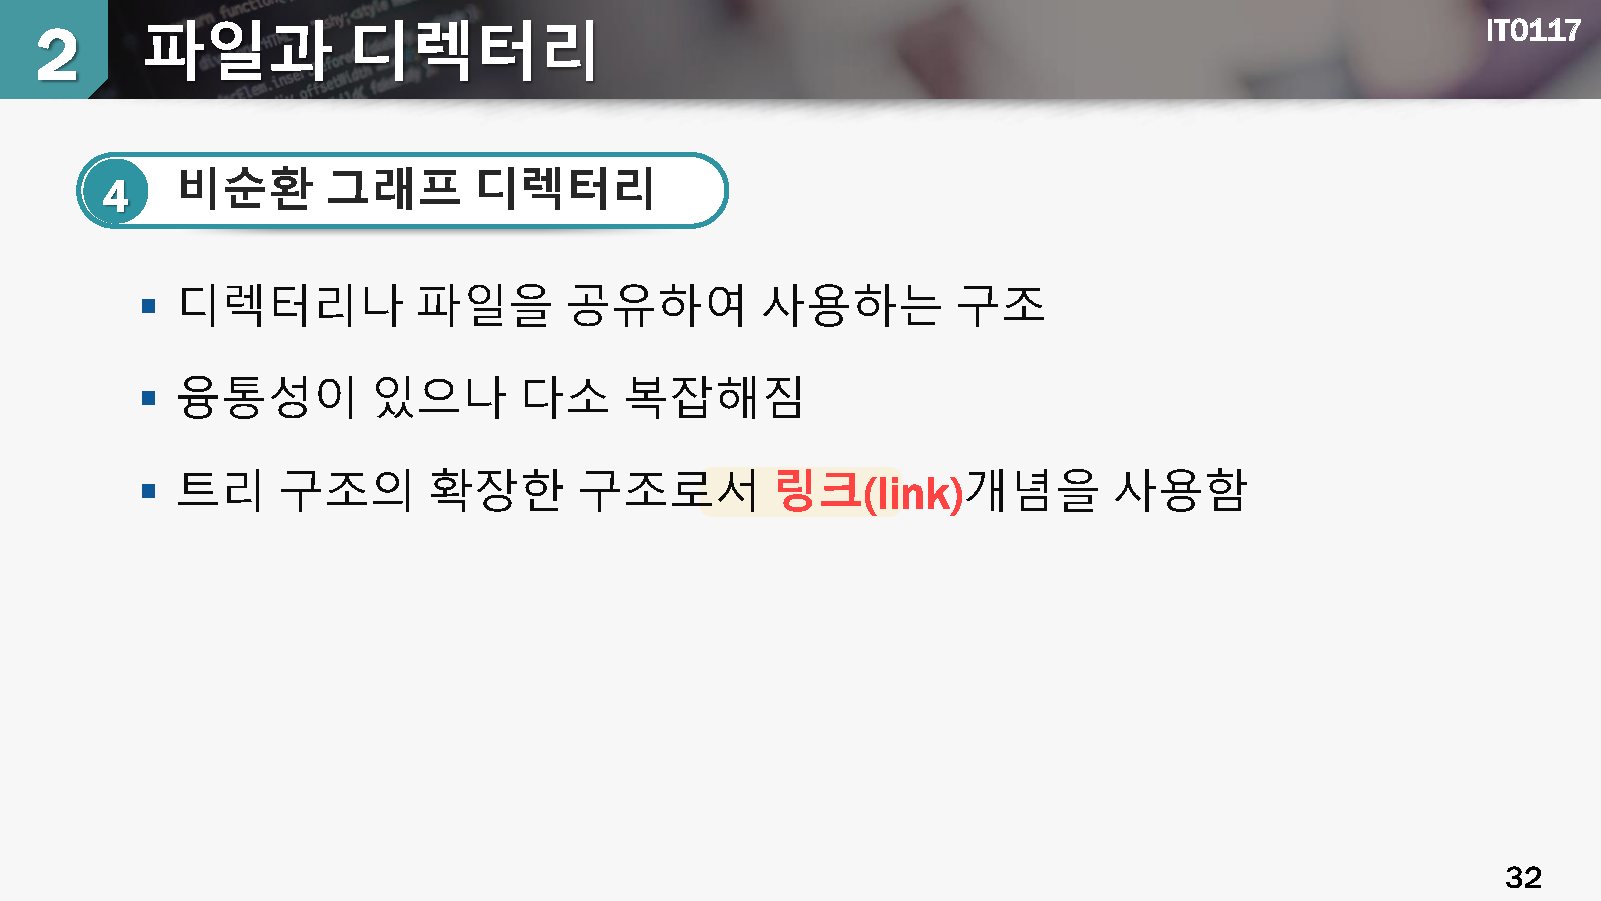 2 파일과 디렉터리
IT0117
4 비순환 그래프 디렉터리
▪ 디렉터리나 파일을 공유하여 사용하는 구조
▪ 융통성이 있으나 다소 복잡해짐
▪ 트리 구조의 확장한 구조로서 링크(link)개념을 사용함
32